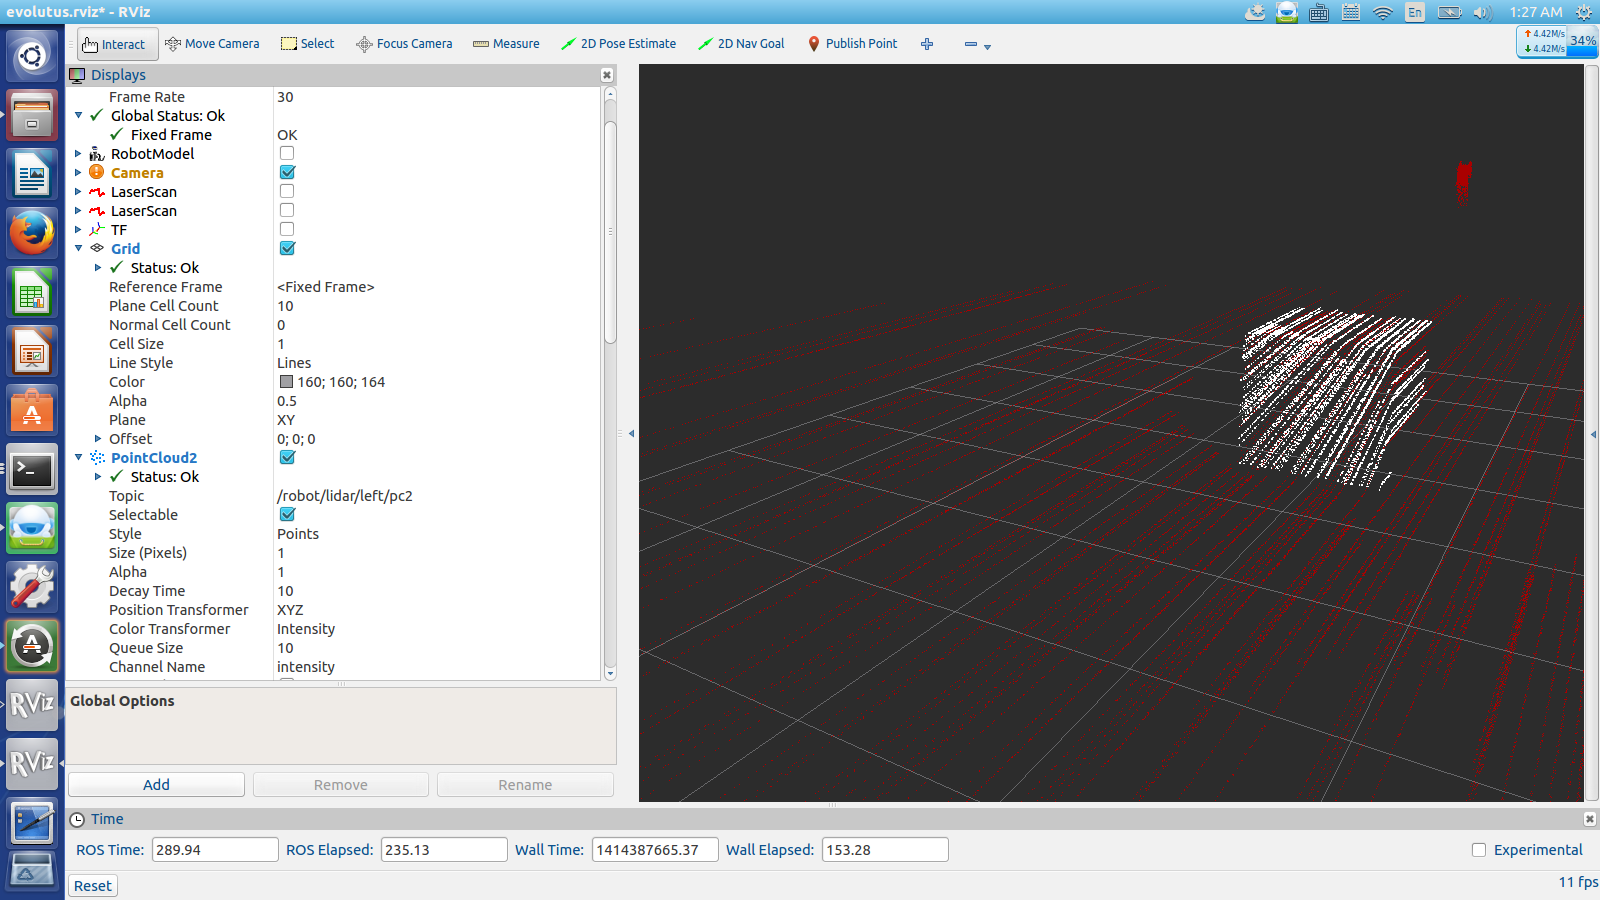 evolutus.rviz* - RViz
En
1:27 AM
Interact
Move Camera
Select
Focus Camera
Measure
2D Pose Estimate
2D Nav Goal
Publish Point
4.42M/s
4.42M/s
34%
Displays
Frame Rate 30
Global Status: Ok
Fixed Frame OK
RobotModel
Camera
LaserScan
LaserScan
TF
Grid
Status: Ok
Reference Frame <Fixed Frame>
Plane Cell Count 10
Normal Cell Count 0
Cell Size 1
Line Style Lines
Color 160; 160; 164
Alpha 0.5
Plane XY
Offset 0; 0; 0
PointCloud2
Status: Ok
Topic /robot/lidar/left/pc2
Selectable
Style Points
Size (Pixels) 1
Alpha 1
Decay Time 10
Position Transformer XYZ
Color Transformer Intensity
Queue Size 10
Channel Name intensity
Global Options
Add Remove Rename
RViz
RViz
Time
ROS Time: 289.94 ROS Elapsed: 235.13 Wall Time: 1414387665.37 Wall Elapsed: 153.28 Experimental
Reset 11 fps